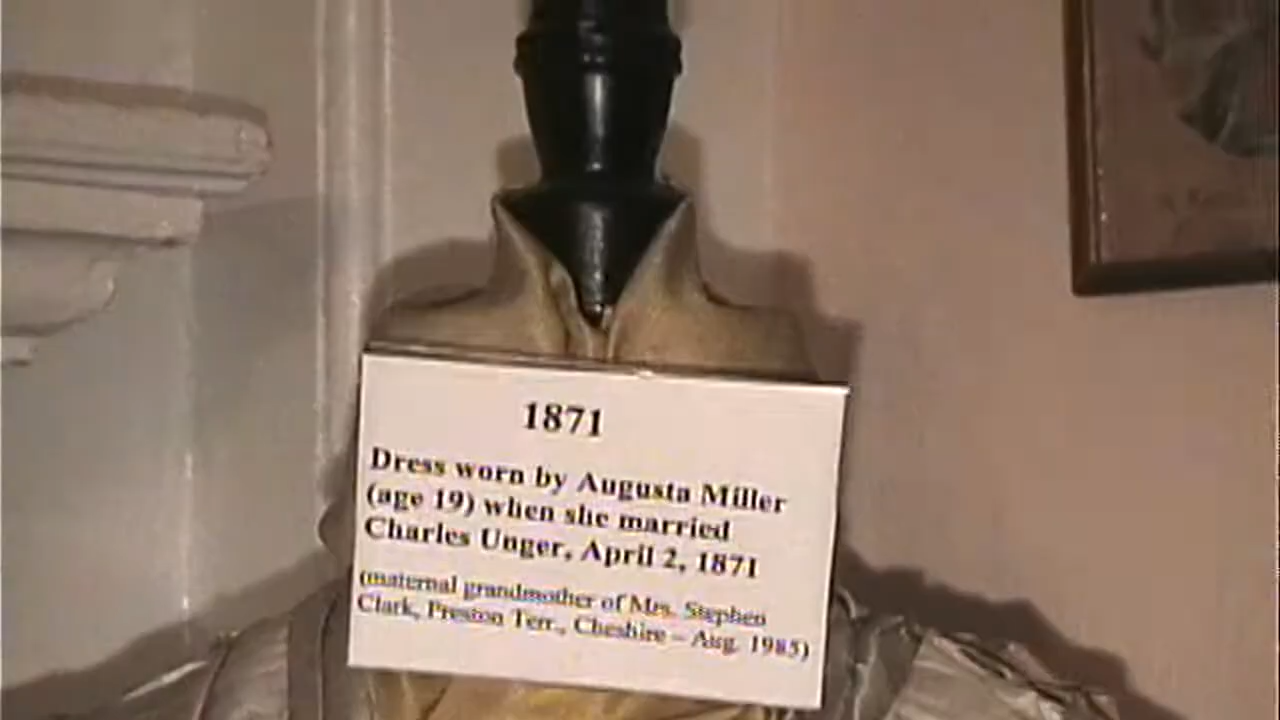 1871
Dress worn by Augusta Miller
(age 19) when she married
Charles Unger, April 2, 1871
(maternal grandmother of Mrs. Stephen
Clark, Preston Terr., Cheshire – Aug. 1985)